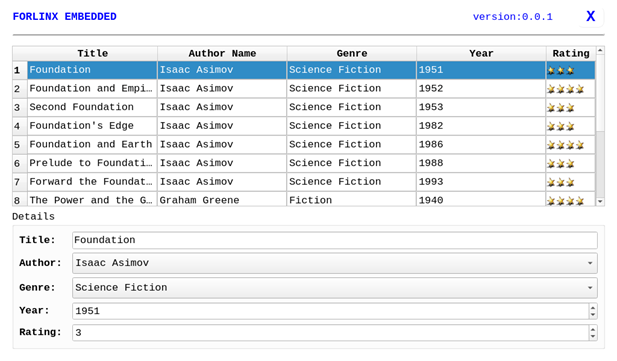 FORLINX EMBEDDED version:0.0.1 X
Title Author Name Genre Year Rating
1 Foundation Isaac Asimov Science Fiction 1951
2 Foundation and Empi… Isaac Asimov Science Fiction 1952
3 Second Foundation Isaac Asimov Science Fiction 1953
4 Foundation's Edge Isaac Asimov Science Fiction 1982
5 Foundation and Earth Isaac Asimov Science Fiction 1986
6 Prelude to Foundati… Isaac Asimov Science Fiction 1988
7 Forward the Foundat… Isaac Asimov Science Fiction 1993
8 The Power and the G… Graham Greene Fiction 1940
Details
Title: Foundation
Author: Isaac Asimov
Genre: Science Fiction
Year: 1951
Rating: 3